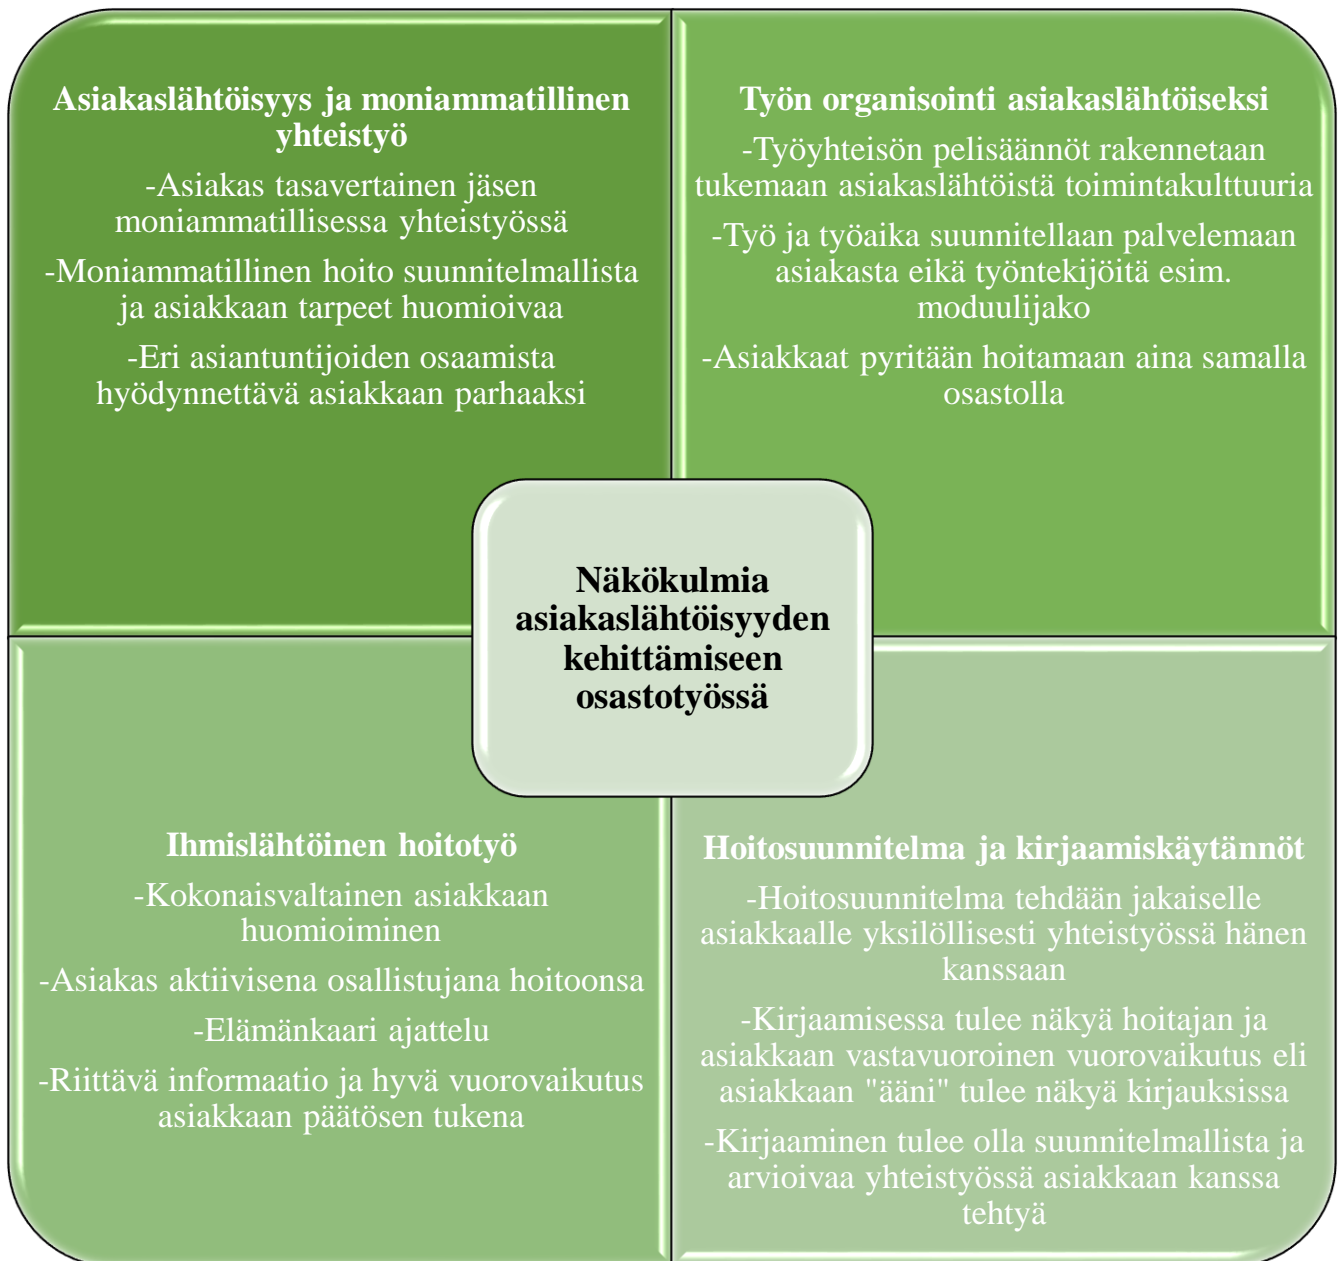 Asiakaslähtöisyys ja moniammatillinen
yhteistyö
-Asiakas tasavertainen jäsen
moniammatillisessa yhteistyössä
-Moniammatillinen hoito suunnitelmallista
ja asiakkaan tarpeet huomioivaa
-Eri asiantuntijoiden osaamista
hyödynnettävä asiakkaan parhaaksi
Työn organisointi asiakaslähtöiseksi
-Työyhteisön pelisäännöt rakennetaan
tukemaan asiakaslähtöistä toimintakulttuuria
-Työ ja työaika suunnitellaan palvelemaan
asiakasta eikä työntekijöitä esim.
moduulijako
-Asiakkaat pyritään hoitamaan aina samalla
osastolla
Näkökulmia
asiakaslähtöisyyden
kehittämiseen
osastotyössä
Ihmislähtöinen hoitotyö
-Kokonaisvaltainen asiakkaan
huomioiminen
-Asiakas aktiivisena osallistujana hoitoonsa
-Elämänkaari ajattelu
-Riittävä informaatio ja hyvä vuorovaikutus
asiakkaan päätösen tukena
Hoitosuunnitelma ja kirjaamiskäytännöt
-Hoitosuunnitelma tehdään jakaiselle
asiakkaalle yksilöllisesti yhteistyössä hänen
kanssaan
-Kirjaamisessa tulee näkyä hoitajan ja
asiakkaan vastavuoroinen vuorovaikutus eli
asiakkaan "ääni" tulee näkyä kirjauksissa
-Kirjaaminen tulee olla suunnitelmallista ja
arvioivaa yhteistyössä asiakkaan kanssa
tehtyä